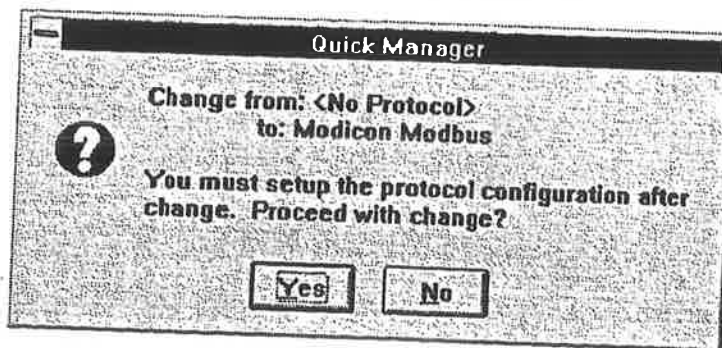 Quick Manager
Change from: <No Protocol>
to: Modicon Modbus
You must setup the protocol configuration after
change. Proceed with change?
Yes
No